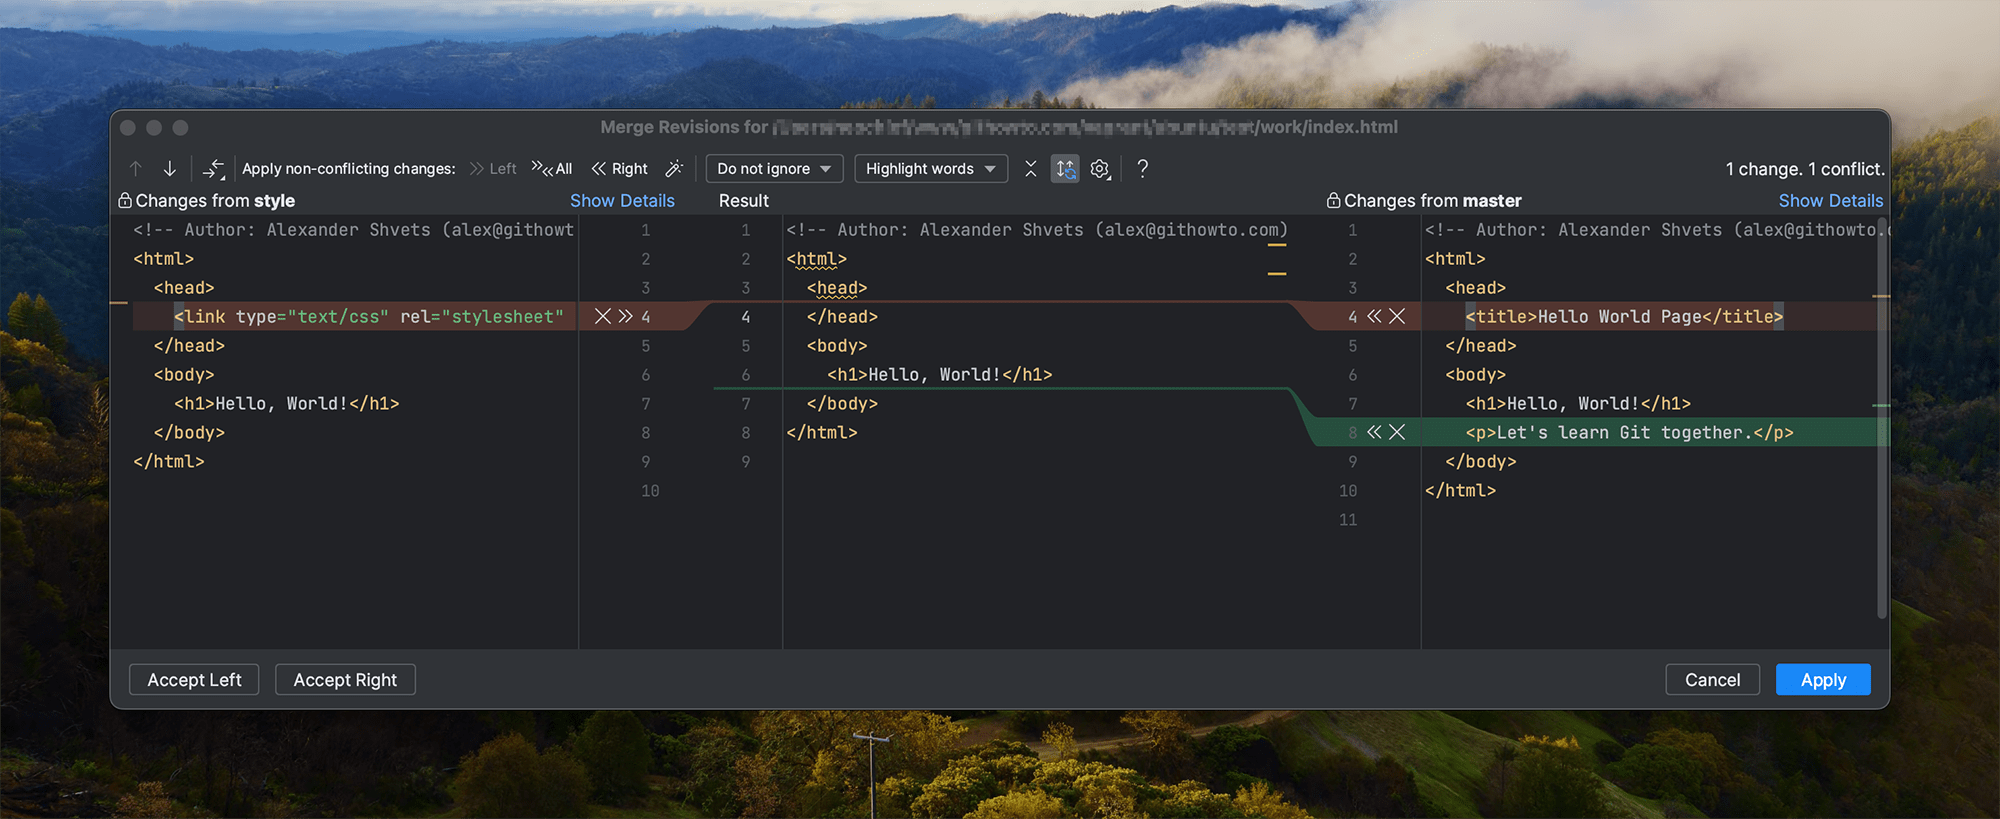 Merge Revisions for /work/index.html
Apply non-conflicting changes: Left All Right Do not ignore Highlight words ? 1 change. 1 conflict.
Changes from style Show Details Result Changes from master Show Details
<!-- Author: Alexander Shvets (alex@githowt 1
<html> 2
<head> 3
<link type="text/css" rel="stylesheet" 4
</head> 5
<body> 6
<h1>Hello, World!</h1> 7
</body> 8
</html> 9
10
1 <!-- Author: Alexander Shvets (alex@githowto.com)
2 <html>
3 <head>
4 </head>
5 <body>
6 <h1>Hello, World!</h1>
7 </body>
8 </html>
9
1 <!-- Author: Alexander Shvets (alex@githowto.c
2 <html>
3 <head>
4 <title>Hello World Page</title>
5 </head>
6 <body>
7 <h1>Hello, World!</h1>
8 <p>Let's learn Git together.</p>
9 </body>
10 </html>
11
Accept Left Accept Right Cancel Apply